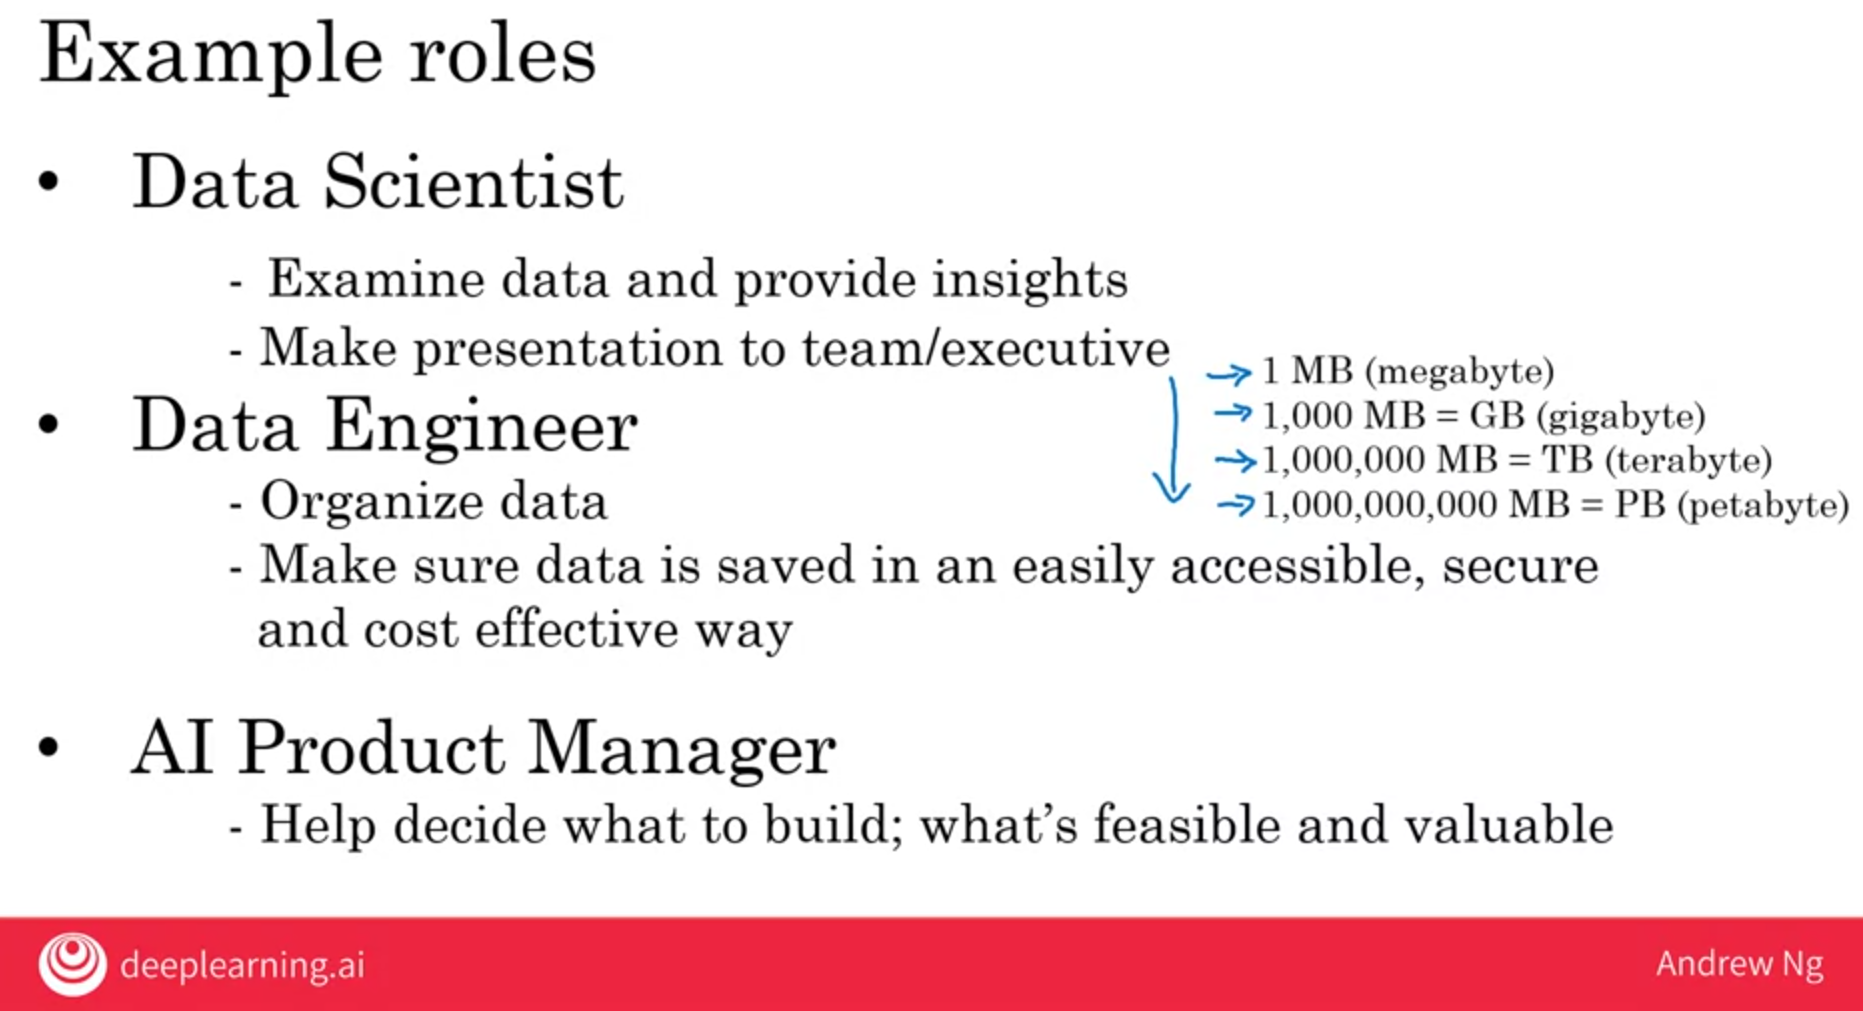 Example roles
• Data Scientist
- Examine data and provide insights
- Make presentation to team/executive
→ 1 MB (megabyte)
→ 1,000 MB = GB (gigabyte)
→ 1,000,000 MB = TB (terabyte)
→ 1,000,000,000 MB = PB (petabyte)
• Data Engineer
- Organize data
- Make sure data is saved in an easily accessible, secure
and cost effective way
• AI Product Manager
- Help decide what to build; what’s feasible and valuable
deeplearning.ai
Andrew Ng